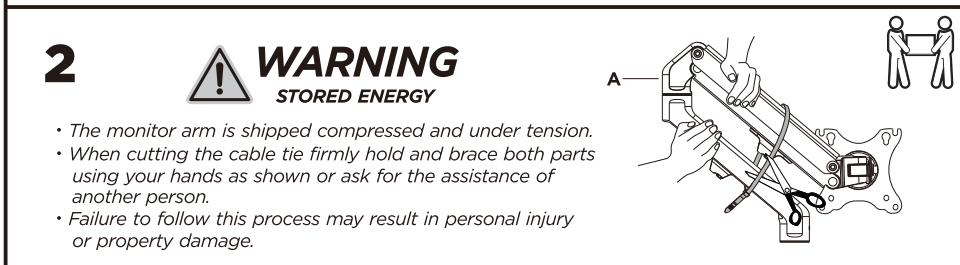 2
WARNING
STORED ENERGY
• The monitor arm is shipped compressed and under tension.
• When cutting the cable tie firmly hold and brace both parts
using your hands as shown or ask for the assistance of
another person.
• Failure to follow this process may result in personal injury
or property damage.
A